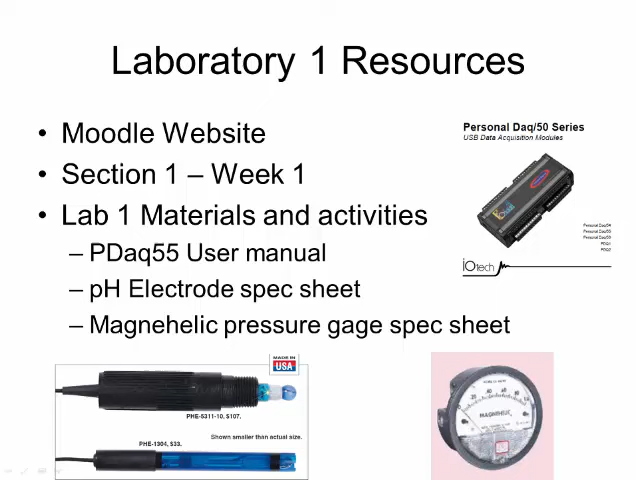 Laboratory 1 Resources
• Moodle Website
• Section 1 – Week 1
• Lab 1 Materials and activities
– PDaq55 User manual
– pH Electrode spec sheet
– Magnehelic pressure gage spec sheet
Personal Daq/50 Series
USB Data Acquisition Modules
iOtech
MADE IN
USA
PHE-5311-10, $107.
Shown smaller than actual size.
PHE-1304, $33.
MAGNEHELIC